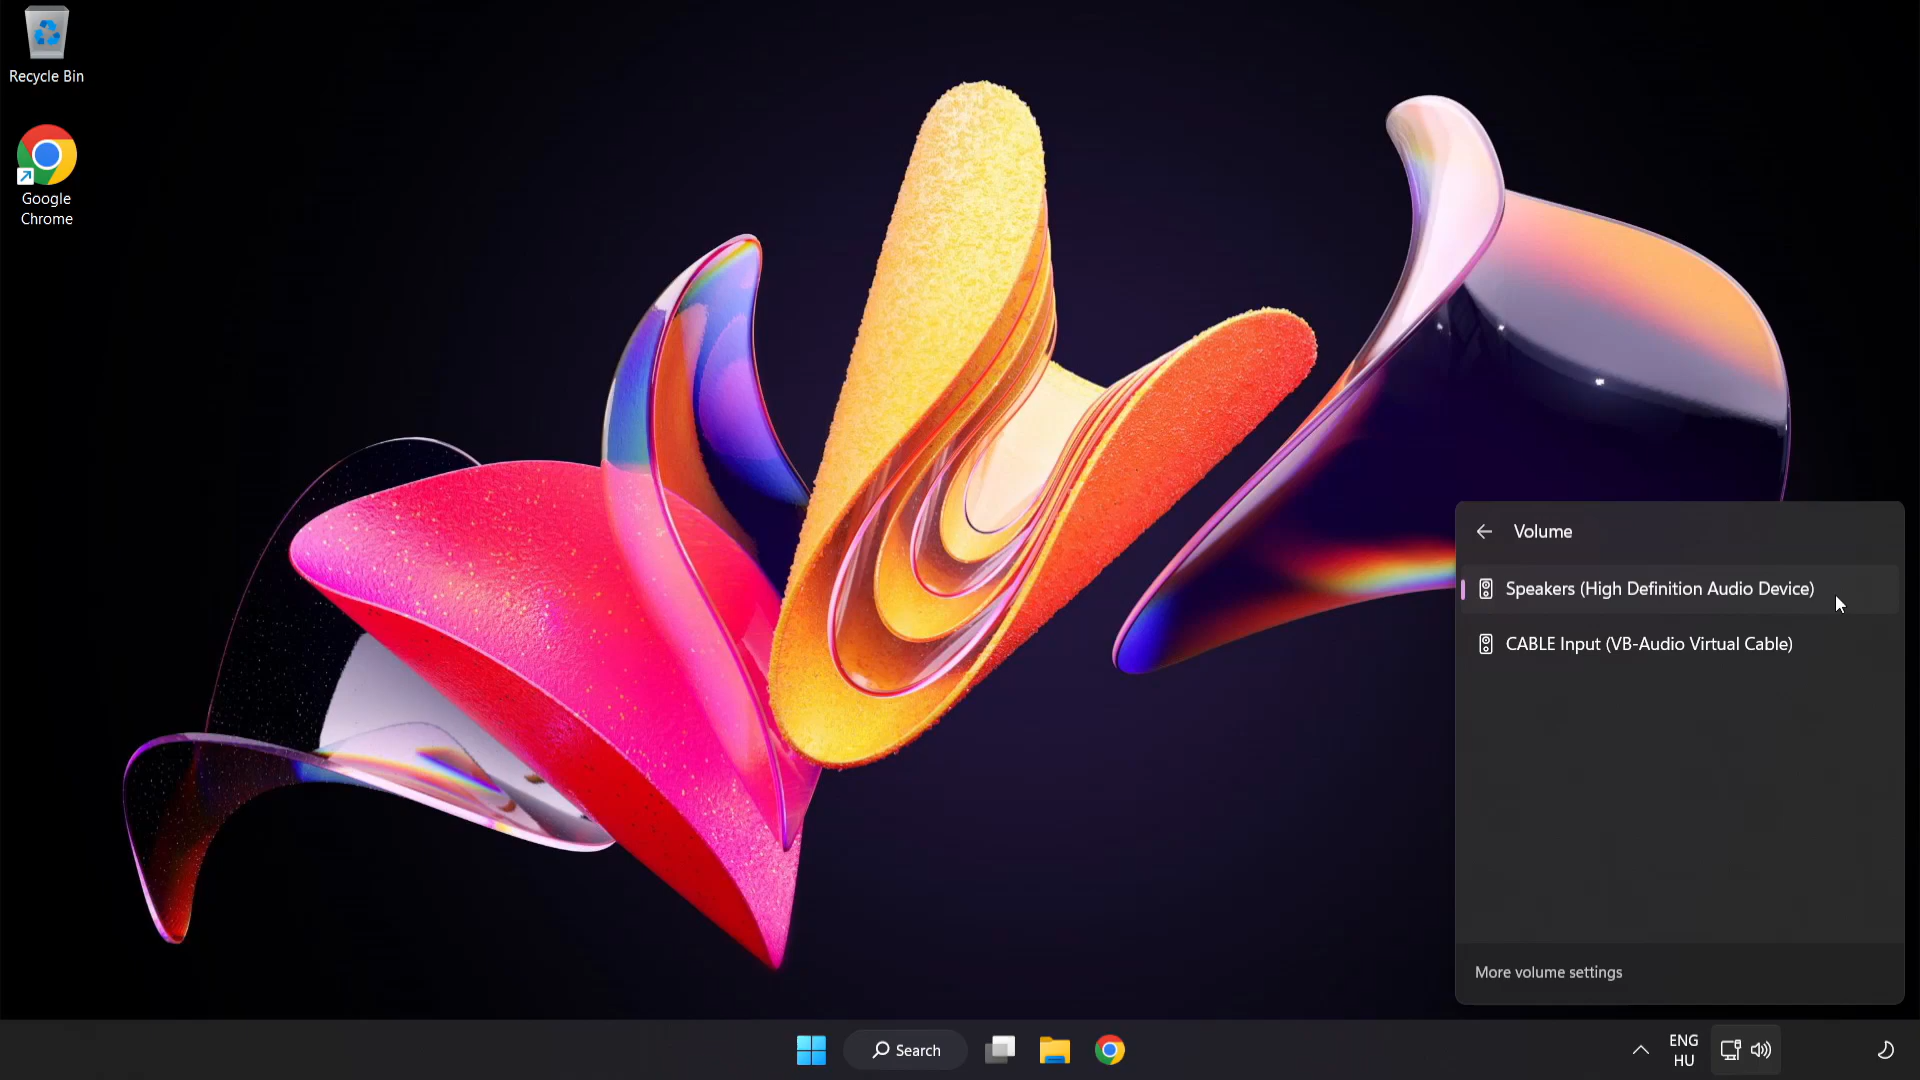 Recycle Bin
Google
Chrome
Volume
Speakers (High Definition Audio Device)
CABLE Input (VB-Audio Virtual Cable)
More volume settings
Search
ENG
HU